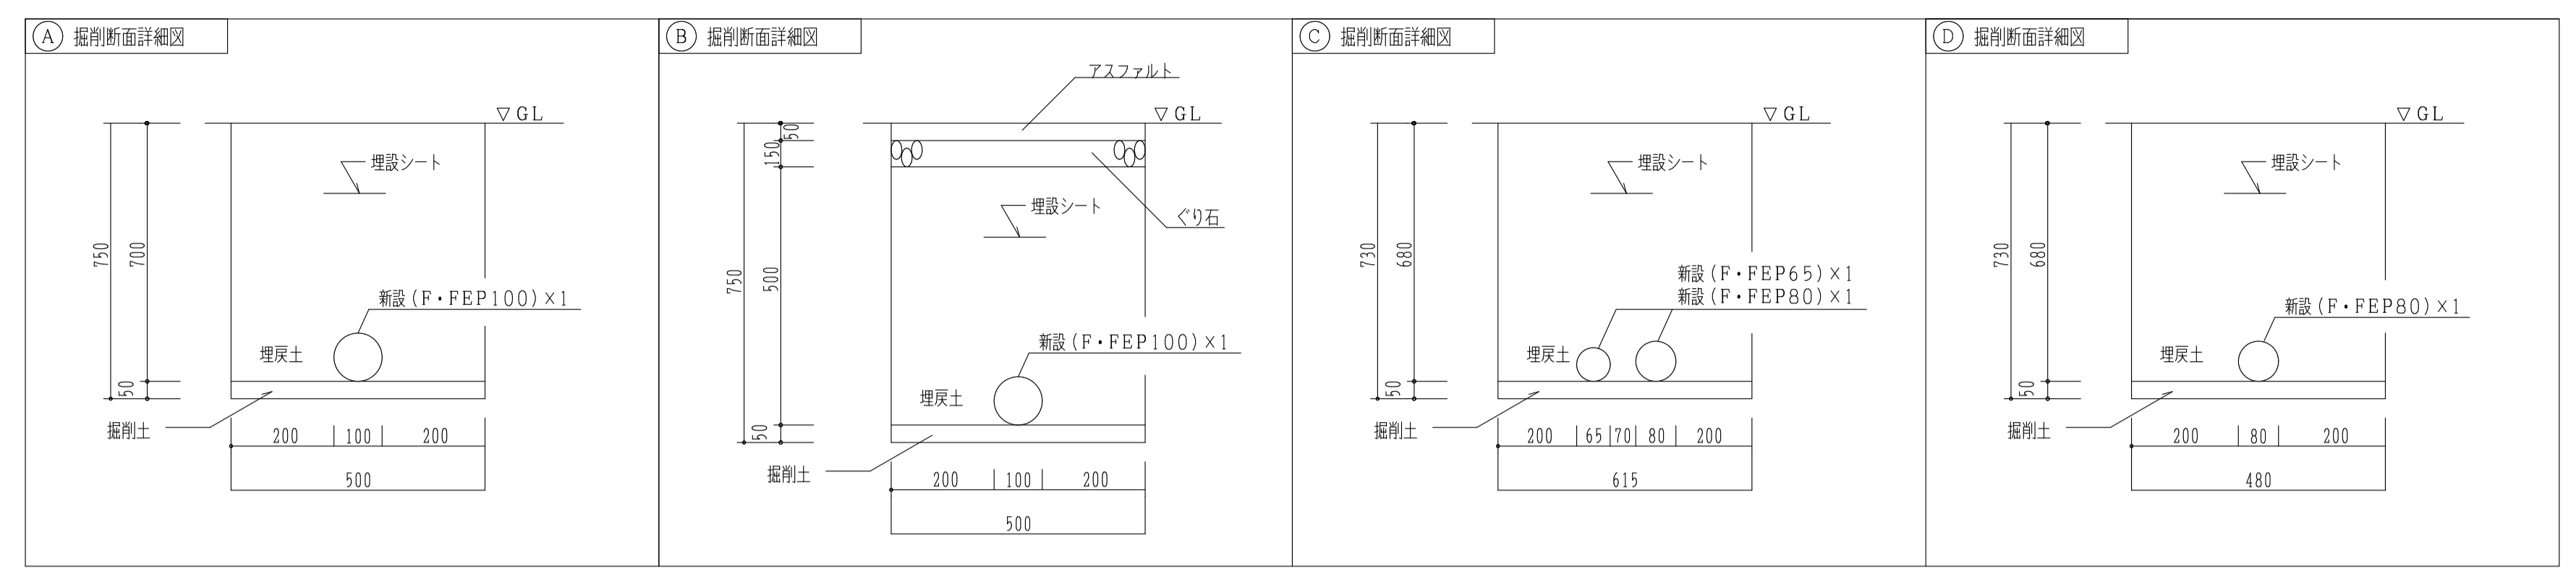 A 掘削断面詳細図
▽GL
埋設シート
750
700
新設(F・FEP100)×1
埋戻土
50
掘削土
200 100 200
500
B 掘削断面詳細図
アスファルト
▽GL
50
150
埋設シート
ぐり石
750
500
新設(F・FEP100)×1
埋戻土
50
掘削土
200 100 200
500
C 掘削断面詳細図
▽GL
埋設シート
730
680
新設(F・FEP65)×1
新設(F・FEP80)×1
埋戻土
50
掘削土
200 65 70 80 200
615
D 掘削断面詳細図
▽GL
埋設シート
730
680
新設(F・FEP80)×1
埋戻土
50
掘削土
200 80 200
480